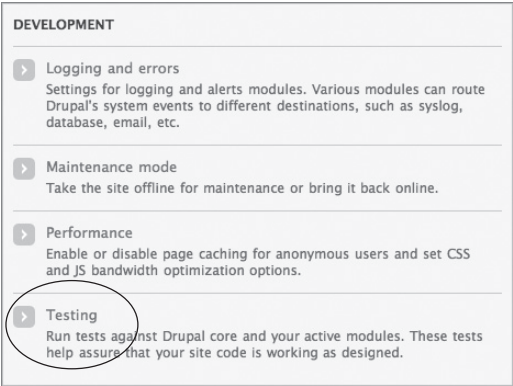 DEVELOPMENT
Logging and errors
Settings for logging and alerts modules. Various modules can route
Drupal's system events to different destinations, such as syslog,
database, email, etc.
Maintenance mode
Take the site offline for maintenance or bring it back online.
Performance
Enable or disable page caching for anonymous users and set CSS
and JS bandwidth optimization options.
Testing
Run tests against Drupal core and your active modules. These tests
help assure that your site code is working as designed.